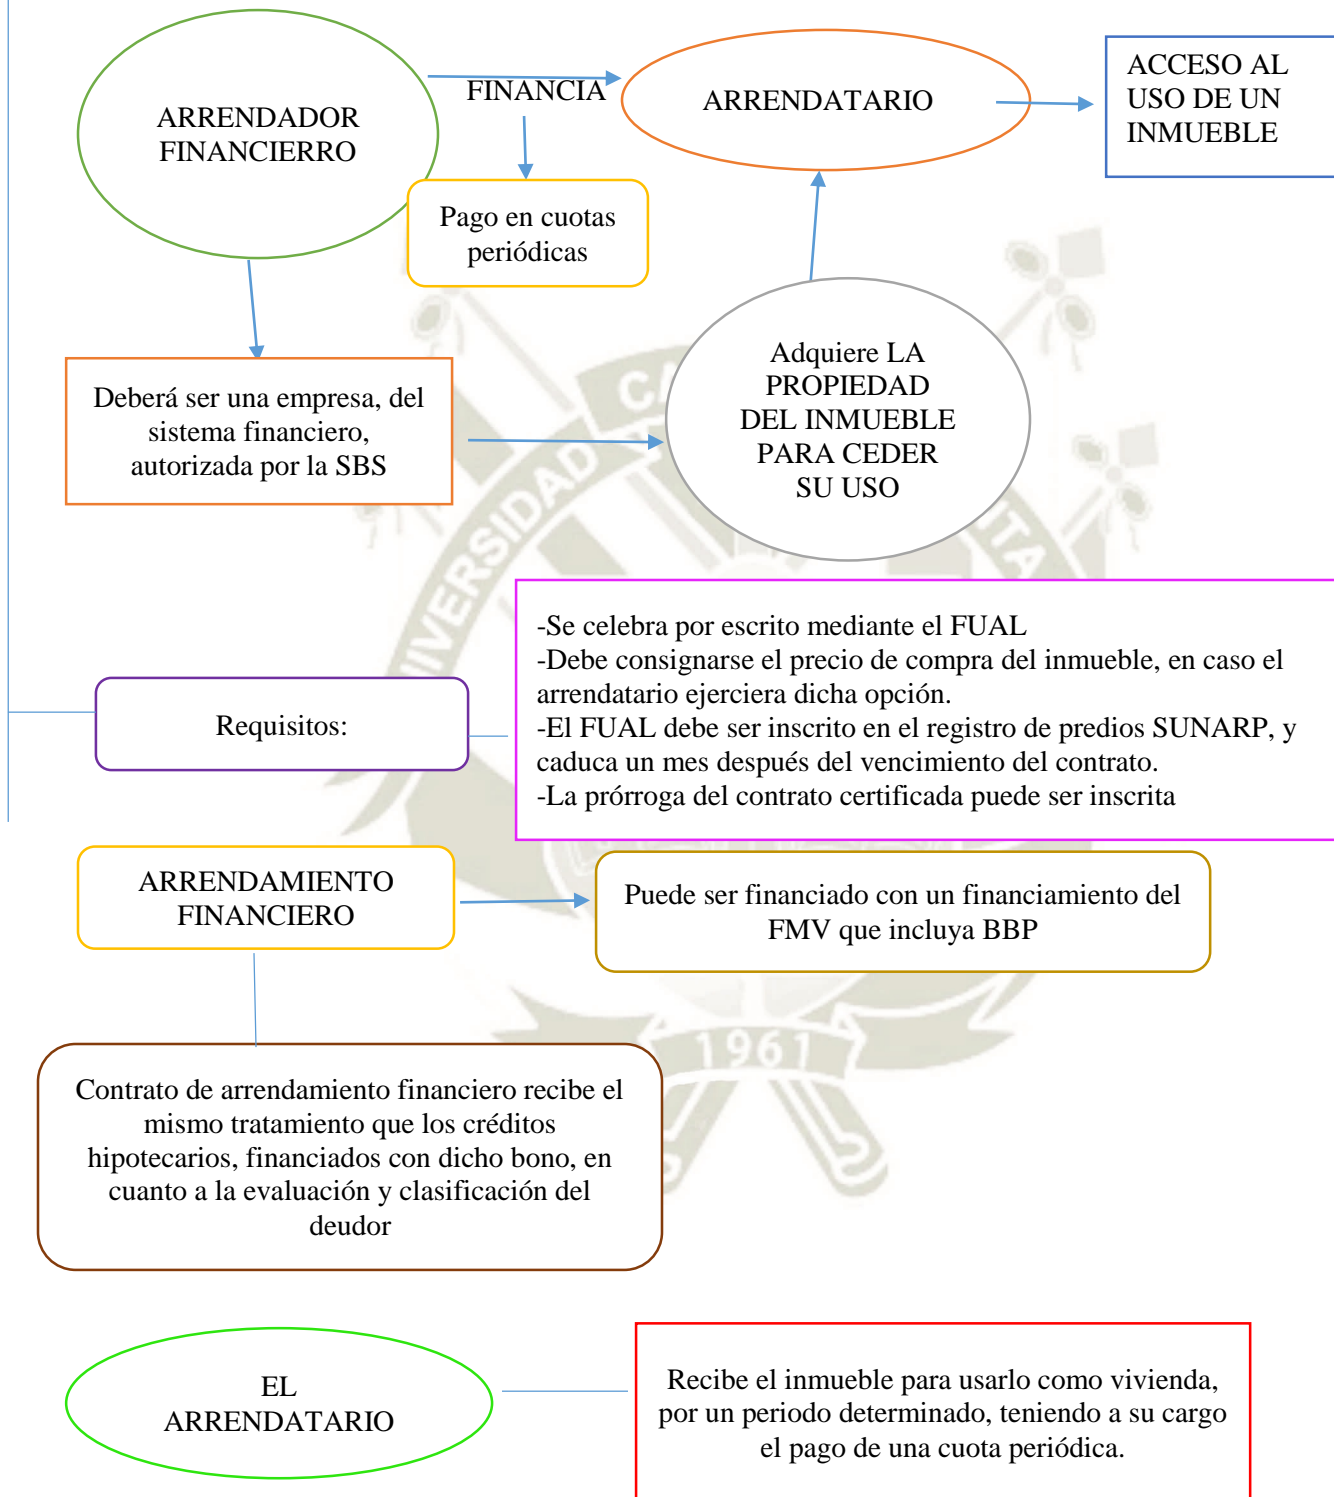 ARRENDADOR
FINANCIERRO
FINANCIA
ARRENDATARIO
ACCESO AL
USO DE UN
INMUEBLE
Pago en cuotas
periódicas
Deberá ser una empresa, del
sistema financiero,
autorizada por la SBS
Adquiere LA
PROPIEDAD
DEL INMUEBLE
PARA CEDER
SU USO
Requisitos:
-Se celebra por escrito mediante el FUAL
-Debe consignarse el precio de compra del inmueble, en caso el
arrendatario ejerciera dicha opción.
-El FUAL debe ser inscrito en el registro de predios SUNARP, y
caduca un mes después del vencimiento del contrato.
-La prórroga del contrato certificada puede ser inscrita
ARRENDAMIENTO
FINANCIERO
Puede ser financiado con un financiamiento del
FMV que incluya BBP
1961
Contrato de arrendamiento financiero recibe el
mismo tratamiento que los créditos
hipotecarios, financiados con dicho bono, en
cuanto a la evaluación y clasificación del
deudor
EL
ARRENDATARIO
Recibe el inmueble para usarlo como vivienda,
por un periodo determinado, teniendo a su cargo
el pago de una cuota periódica.